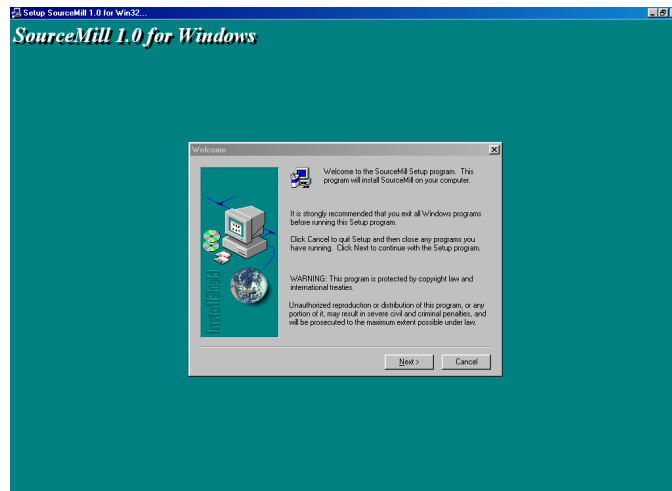 Setup SourceMill 1.0 for Win32...
SourceMill 1.0 for Windows
Welcome
Welcome to the SourceMill Setup program. This
program will install SourceMill on your computer.
It is strongly recommended that you exit all Windows programs
before running this Setup program.
Click Cancel to quit Setup and then close any programs you
have running. Click Next to continue with the Setup program.
WARNING: This program is protected by copyright law and
international treaties.
Unauthorized reproduction or distribution of this program, or any
portion of it, may result in severe civil and criminal penalties, and
will be prosecuted to the maximum extent possible under law.
InstallShield
Next >
Cancel